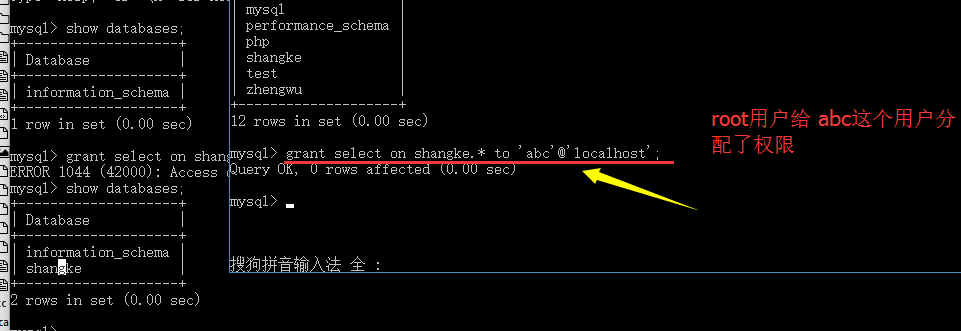 mysql> show databases;
+--------------------+
| Database |
+--------------------+
| information_schema |
+--------------------+
1 row in set (0.00 sec)
mysql> grant select on shang
ERROR 1044 (42000): Access
mysql> show databases;
+--------------------+
| Database |
+--------------------+
| information_schema |
| shangke |
+--------------------+
2 rows in set (0.00 sec)
mysql>
| mysql |
| performance_schema |
| php |
| shangke |
| test |
| zhengwu |
+--------------------+
12 rows in set (0.00 sec)
mysql> grant select on shangke.* to 'abc'@'localhost';
Query OK, 0 rows affected (0.00 sec)
mysql>
搜狗拼音输入法 全 :
root用户给 abc这个用户分
配了权限